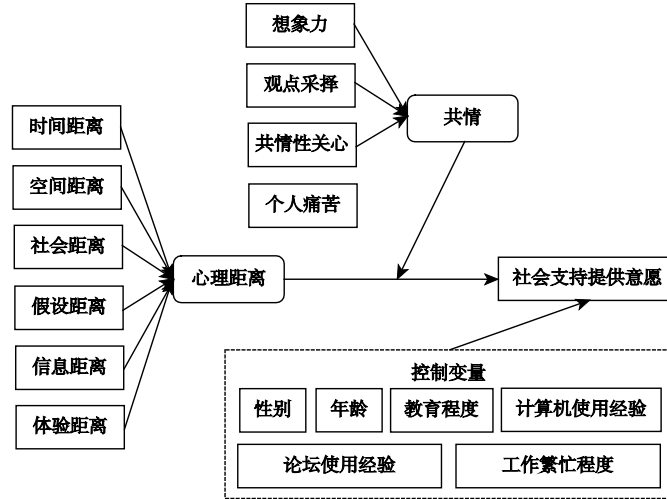 想象力
观点采择
共情性关心
个人痛苦
共情
时间距离
空间距离
社会距离
假设距离
信息距离
体验距离
心理距离
社会支持提供意愿
控制变量
性别
年龄
教育程度
计算机使用经验
论坛使用经验
工作繁忙程度